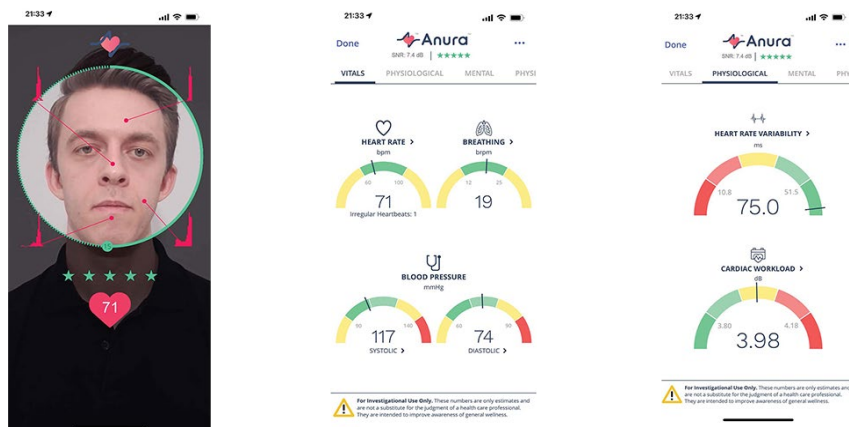 21:33
15
71
21:33
Done
Anura™
...
SNR: 7.4 dB | ★★★★★
VITALS PHYSIOLOGICAL MENTAL PHYSI
HEART RATE >
bpm
60 100
71
Irregular Heartbeats: 1
BREATHING >
brpm
12 25
19
BLOOD PRESSURE
mmHg
90 140
117
SYSTOLIC >
60 90
74
DIASTOLIC >
For Investigational Use Only. These numbers are only estimates and
are not a substitute for the judgment of a health care professional.
They are intended to improve awareness of general wellness.
21:33
Done
Anura™
...
SNR: 7.4 dB | ★★★★★
VITALS PHYSIOLOGICAL MENTAL PHY
HEART RATE VARIABILITY >
ms
10.8 51.5
75.0
CARDIAC WORKLOAD >
dB
3.80 4.18
3.98
For Investigational Use Only. These numbers are only estimates and
are not a substitute for the judgment of a health care professional.
They are intended to improve awareness of general wellness.